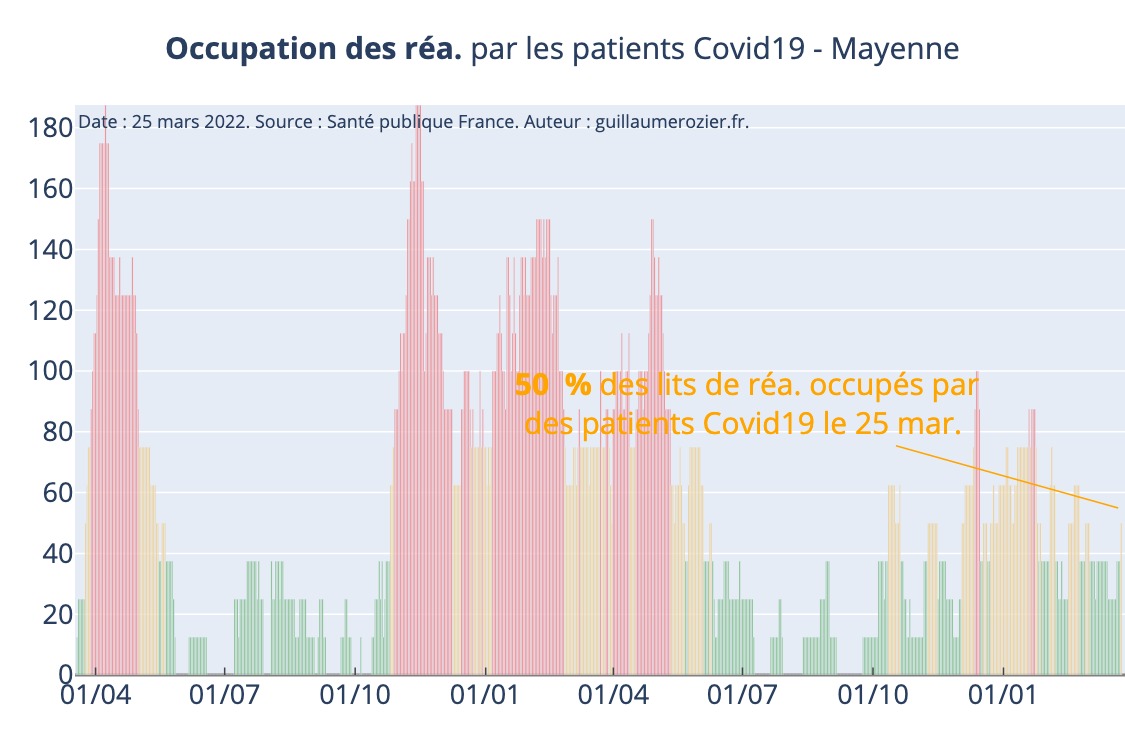 Occupation des réa. par les patients Covid19 - Mayenne
Date : 25 mars 2022. Source : Santé publique France. Auteur : guillaumerozier.fr.
180
160
140
120
100
80
60
40
20
0
50 % des lits de réa. occupés par
des patients Covid19 le 25 mar.
01/04 01/07 01/10 01/01 01/04 01/07 01/10 01/01